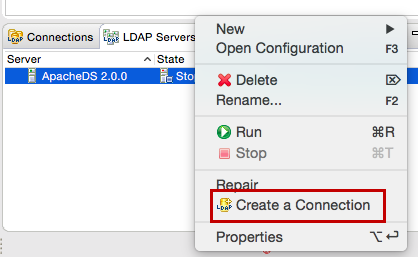 Connections
LDAP Servers
Server
State
ApacheDS 2.0.0
Sto
New
Open Configuration F3
Delete
Rename... F2
Run ⌘R
Stop ⌘T
Repair
LDAP Create a Connection
Properties ⌥↩